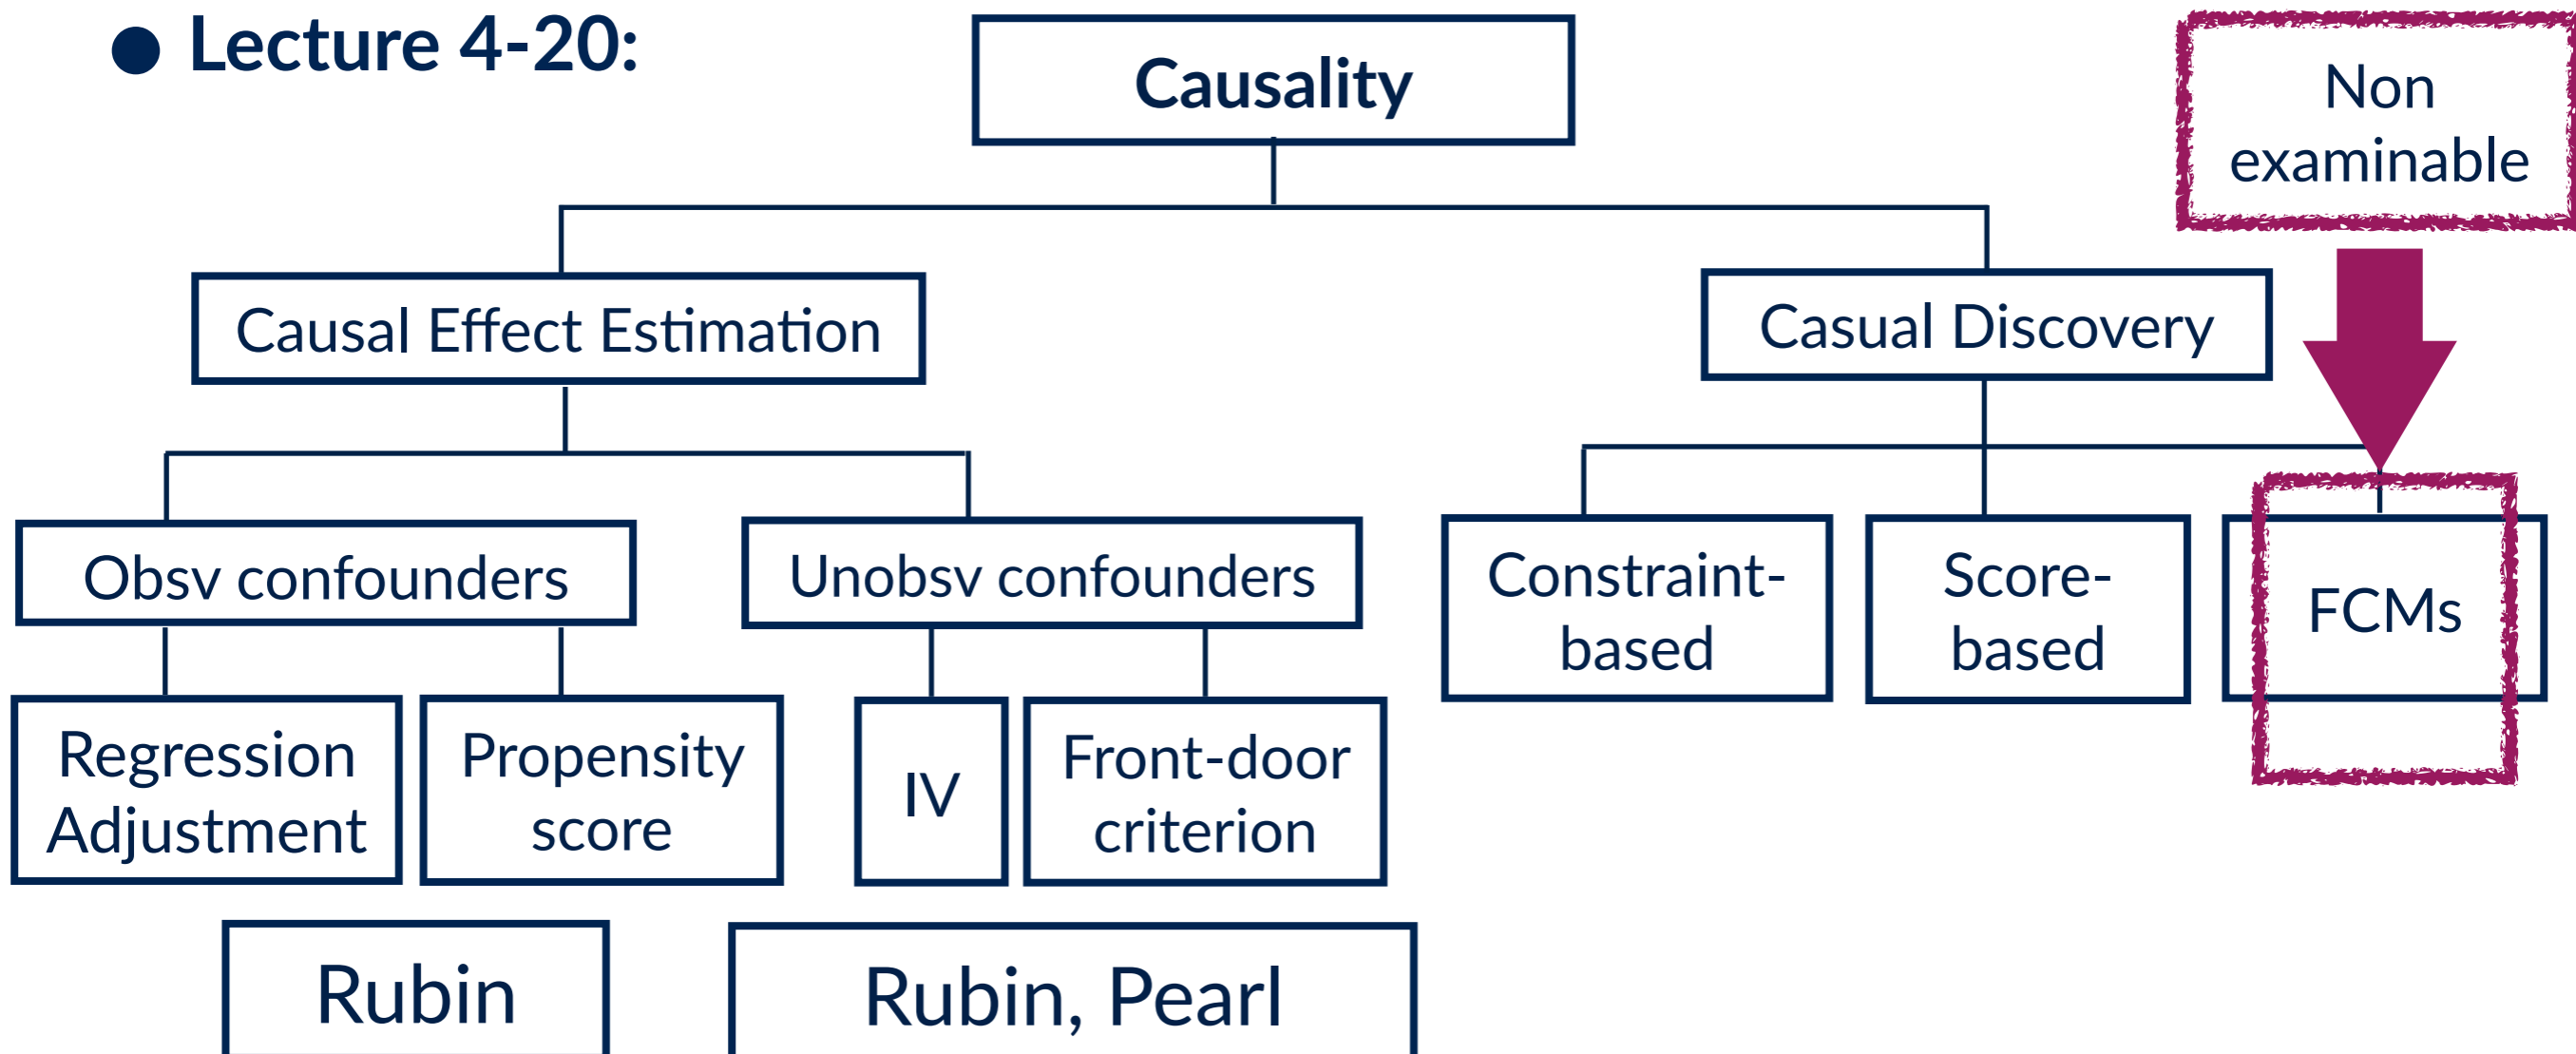 ● Lecture 4-20:
Causality
Non
examinable
Causal Effect Estimation
Casual Discovery
Obsv confounders
Unobsv confounders
Constraint-
based
Score-
based
FCMs
Regression
Adjustment
Propensity
score
IV
Front-door
criterion
Rubin
Rubin, Pearl